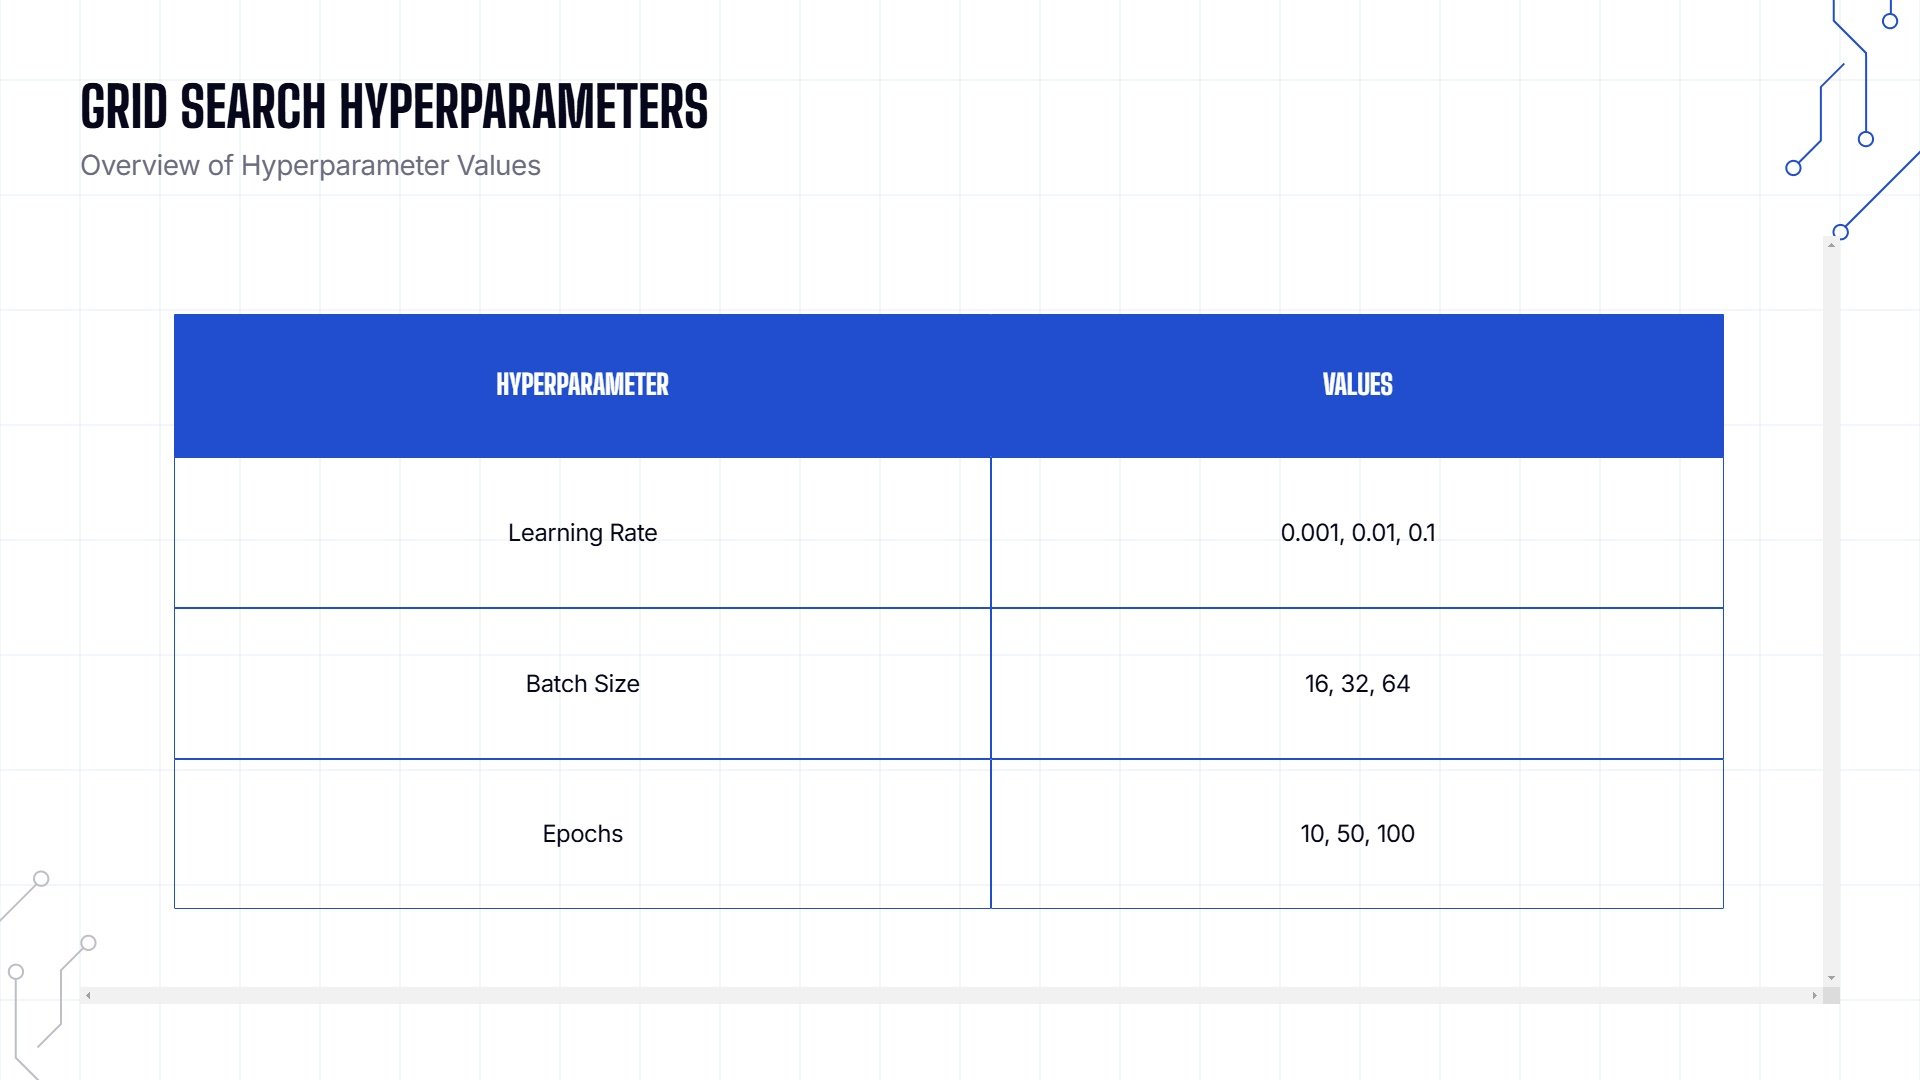 GRID SEARCH HYPERPARAMETERS
Overview of Hyperparameter Values
HYPERPARAMETER VALUES
Learning Rate 0.001, 0.01, 0.1
Batch Size 16, 32, 64
Epochs 10, 50, 100